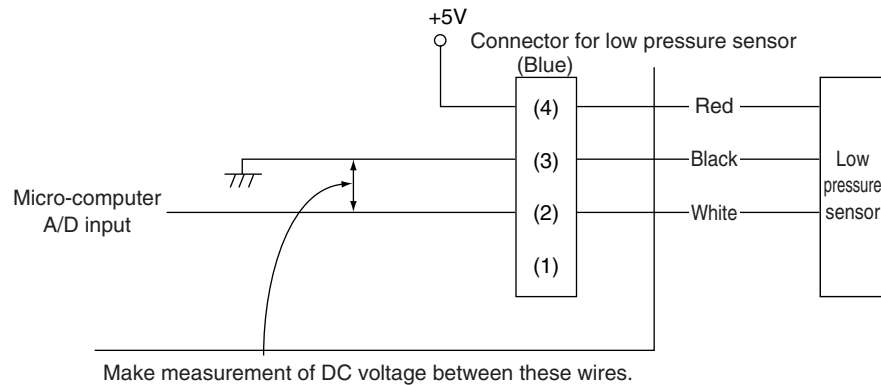 +5V
Connector for low pressure sensor
(Blue)
(4)
Red
(3)
Black
Low
pressure
sensor
Micro-computer
A/D input
(2)
White
(1)
Make measurement of DC voltage between these wires.